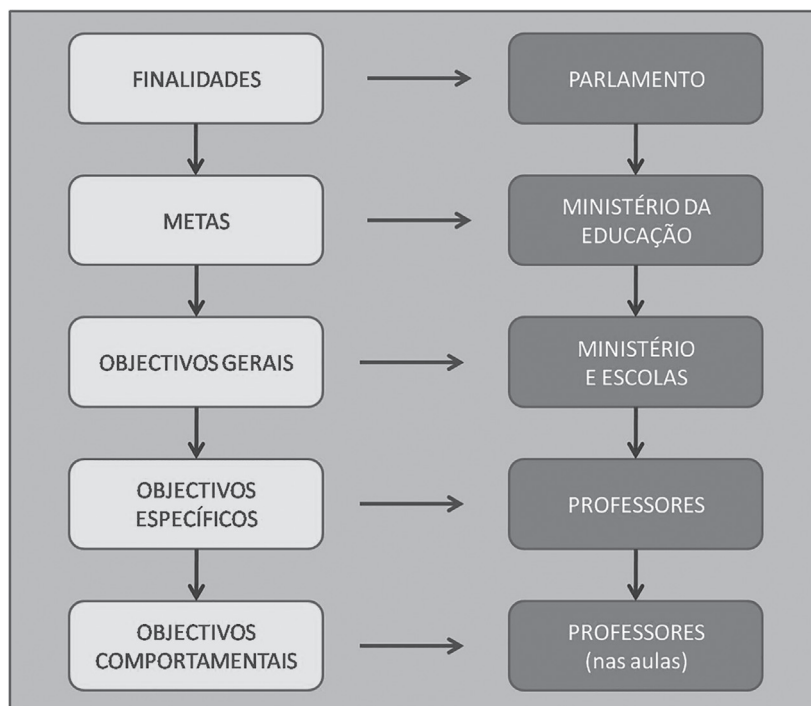 FINALIDADES
PARLAMENTO
METAS
MINISTÉRIO DA
EDUCAÇÃO
OBJECTIVOS GERAIS
MINISTÉRIO
E ESCOLAS
OBJECTIVOS
ESPECÍFICOS
PROFESSORES
OBJECTIVOS
COMPORTAMENTAIS
PROFESSORES
(nas aulas)